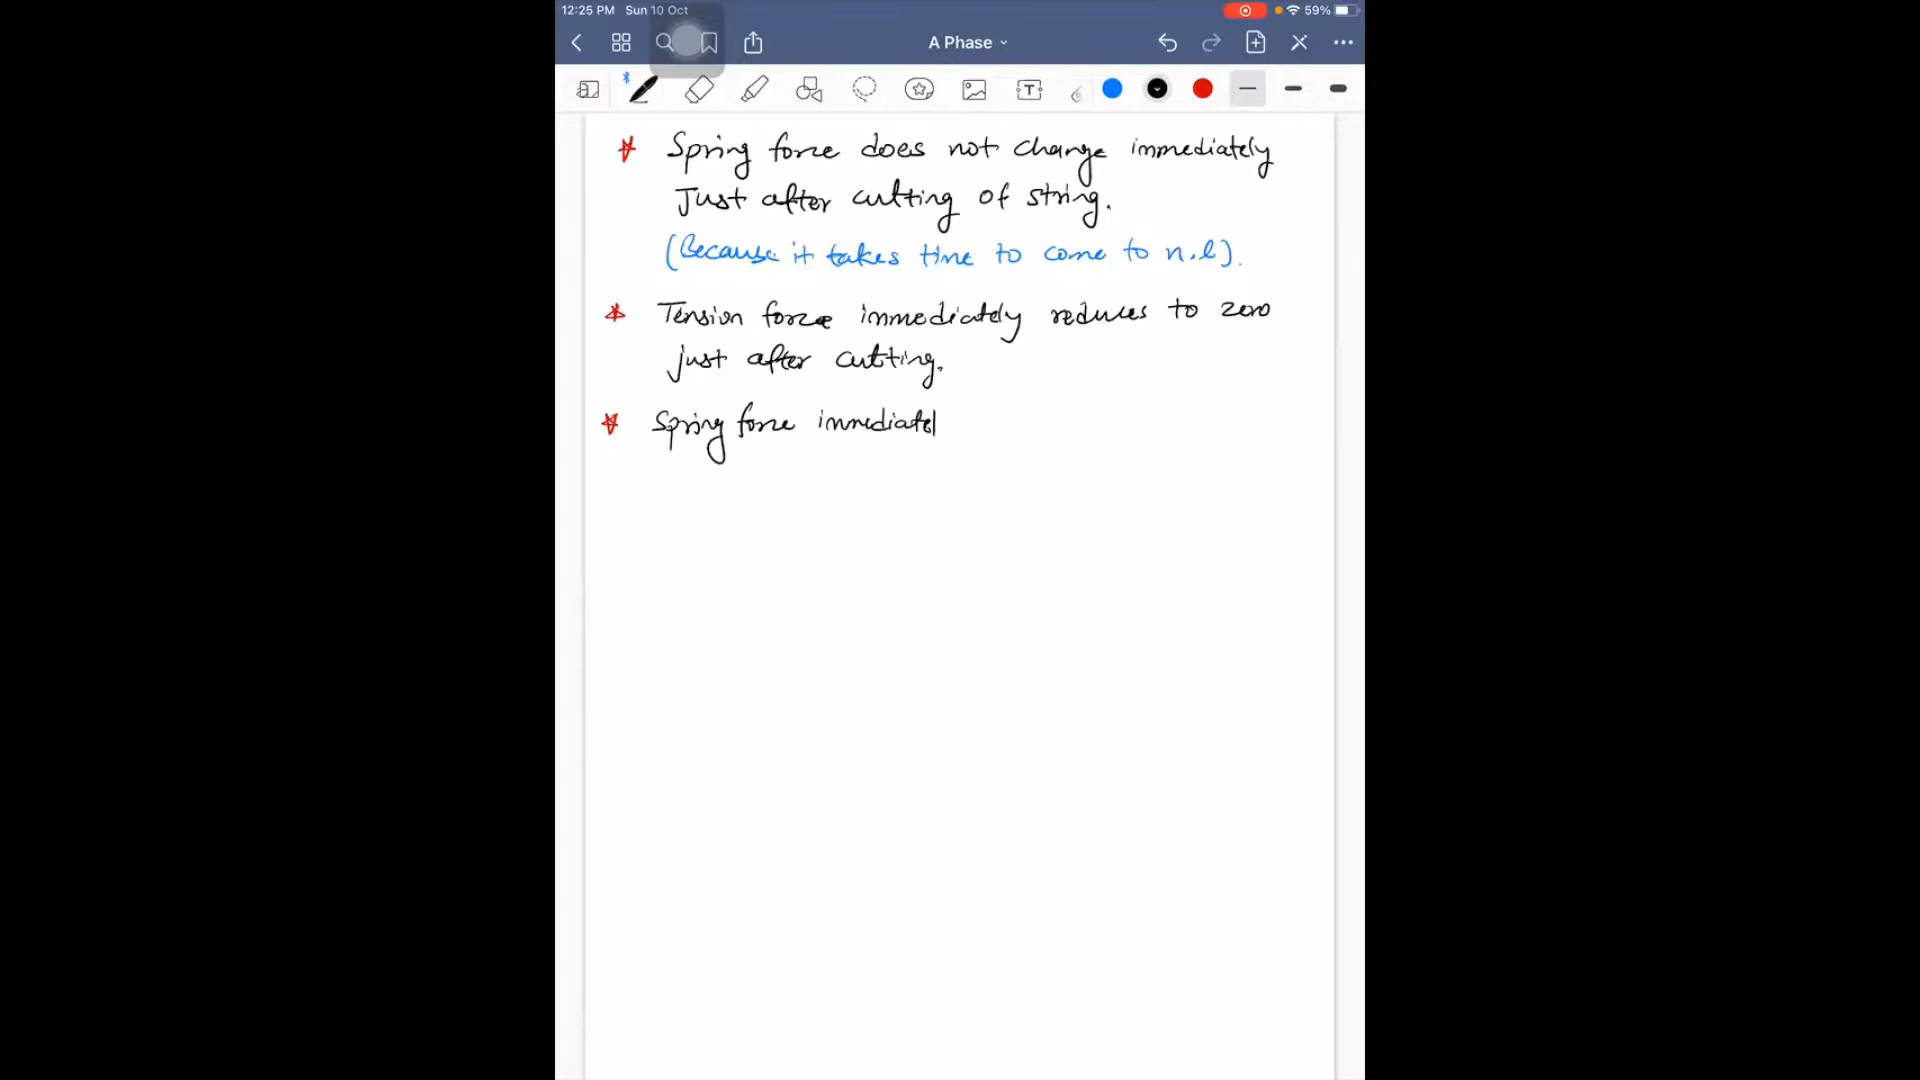 12:25 PM Sun 10 Oct
59%
A Phase
Spring force does not change immediately
Just after cutting of string.
(Because it takes time to come to n.l).
Tension force immediately reduces to zero
just after cutting.
Spring force immediatel